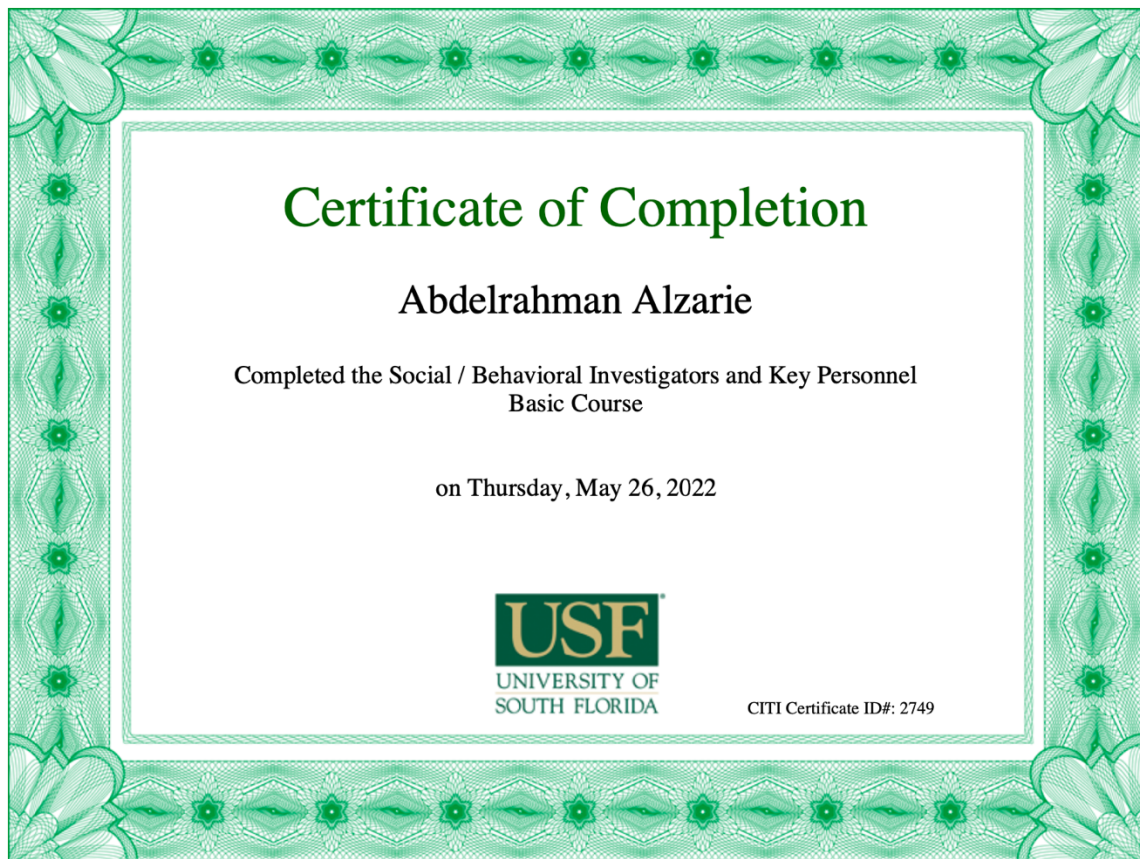 Certificate of Completion
Abdelrahman Alzarie
Completed the Social / Behavioral Investigators and Key Personnel
Basic Course
on Thursday, May 26, 2022
USF
UNIVERSITY OF
SOUTH FLORIDA
CITI Certificate ID#: 2749